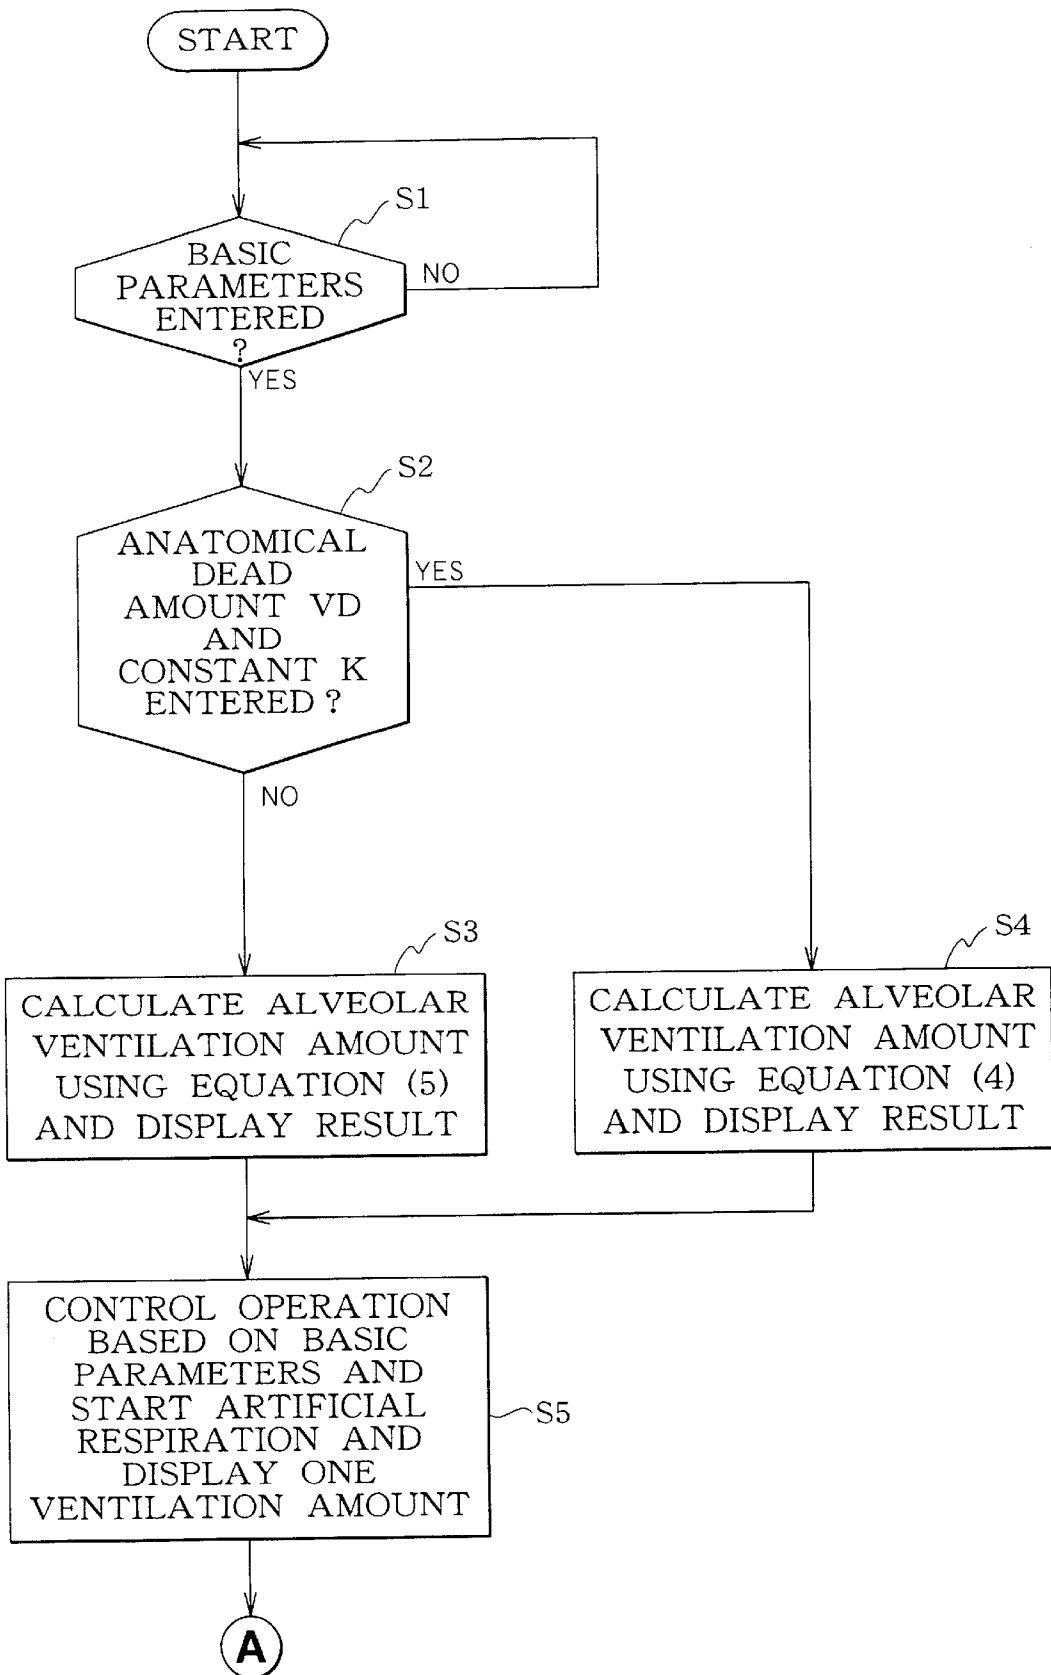 START
S1
BASIC
PARAMETERS
ENTERED
?
NO
YES
S2
ANATOMICAL
DEAD
AMOUNT VD
AND
CONSTANT K
ENTERED ?
YES
NO
S3
CALCULATE ALVEOLAR
VENTILATION AMOUNT
USING EQUATION (5)
AND DISPLAY RESULT
S4
CALCULATE ALVEOLAR
VENTILATION AMOUNT
USING EQUATION (4)
AND DISPLAY RESULT
CONTROL OPERATION
BASED ON BASIC
PARAMETERS AND
START ARTIFICIAL
RESPIRATION AND
DISPLAY ONE
VENTILATION AMOUNT
S5
A